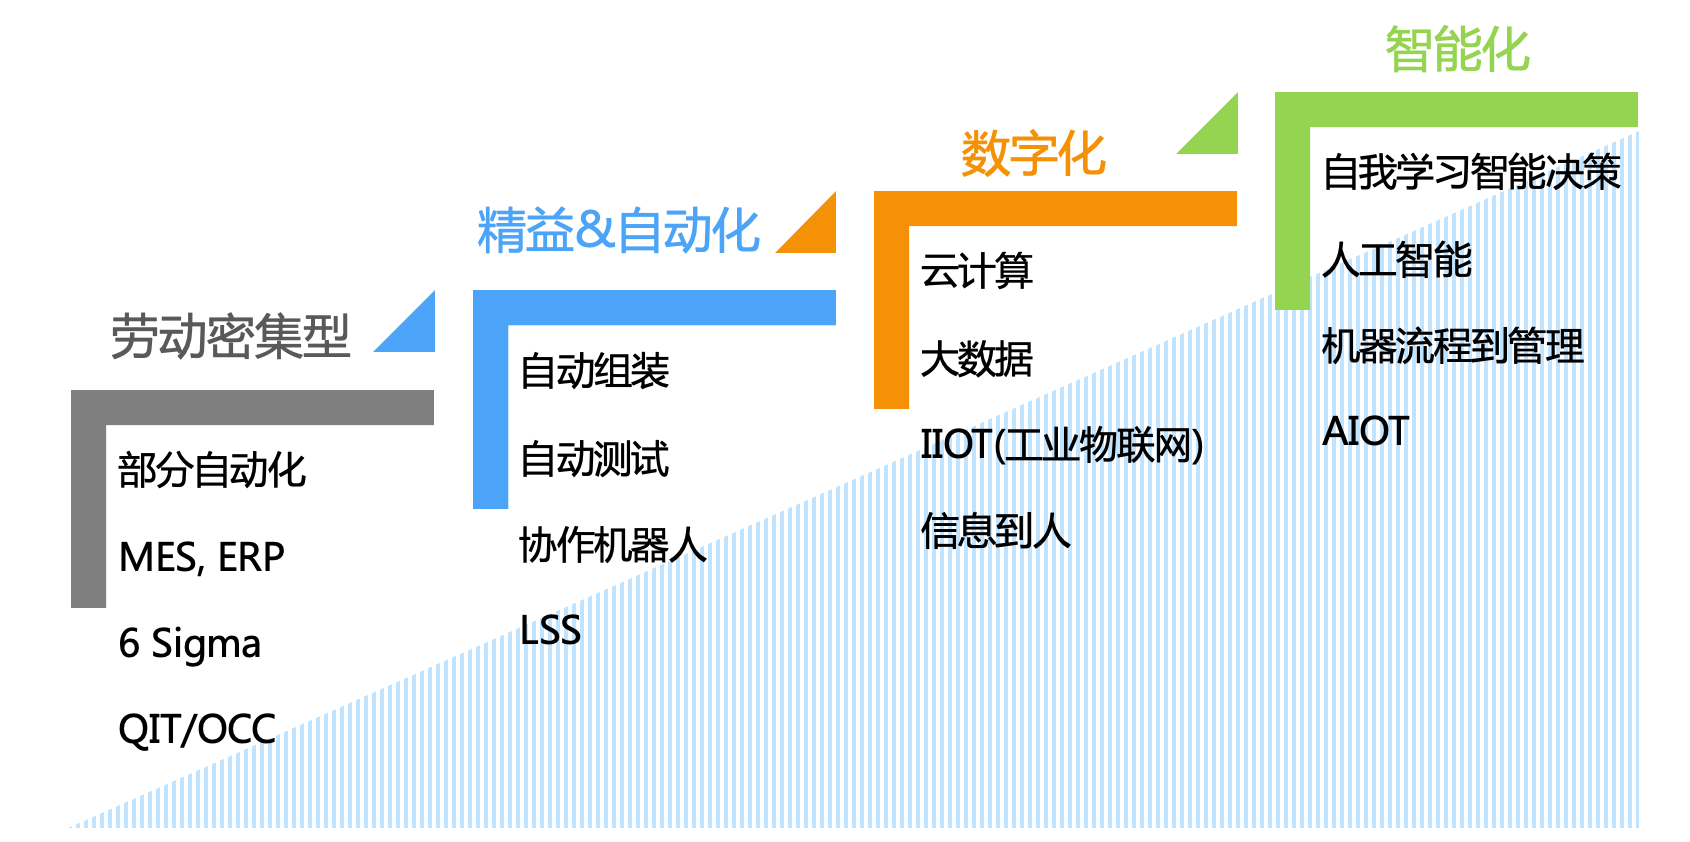 劳动密集型
部分自动化
MES, ERP
6 Sigma
QIT/OCC
精益&自动化
自动组装
自动测试
协作机器人
LSS
数字化
云计算
大数据
IIOT(工业物联网)
信息到人
智能化
自我学习智能决策
人工智能
机器流程到管理
AIOT